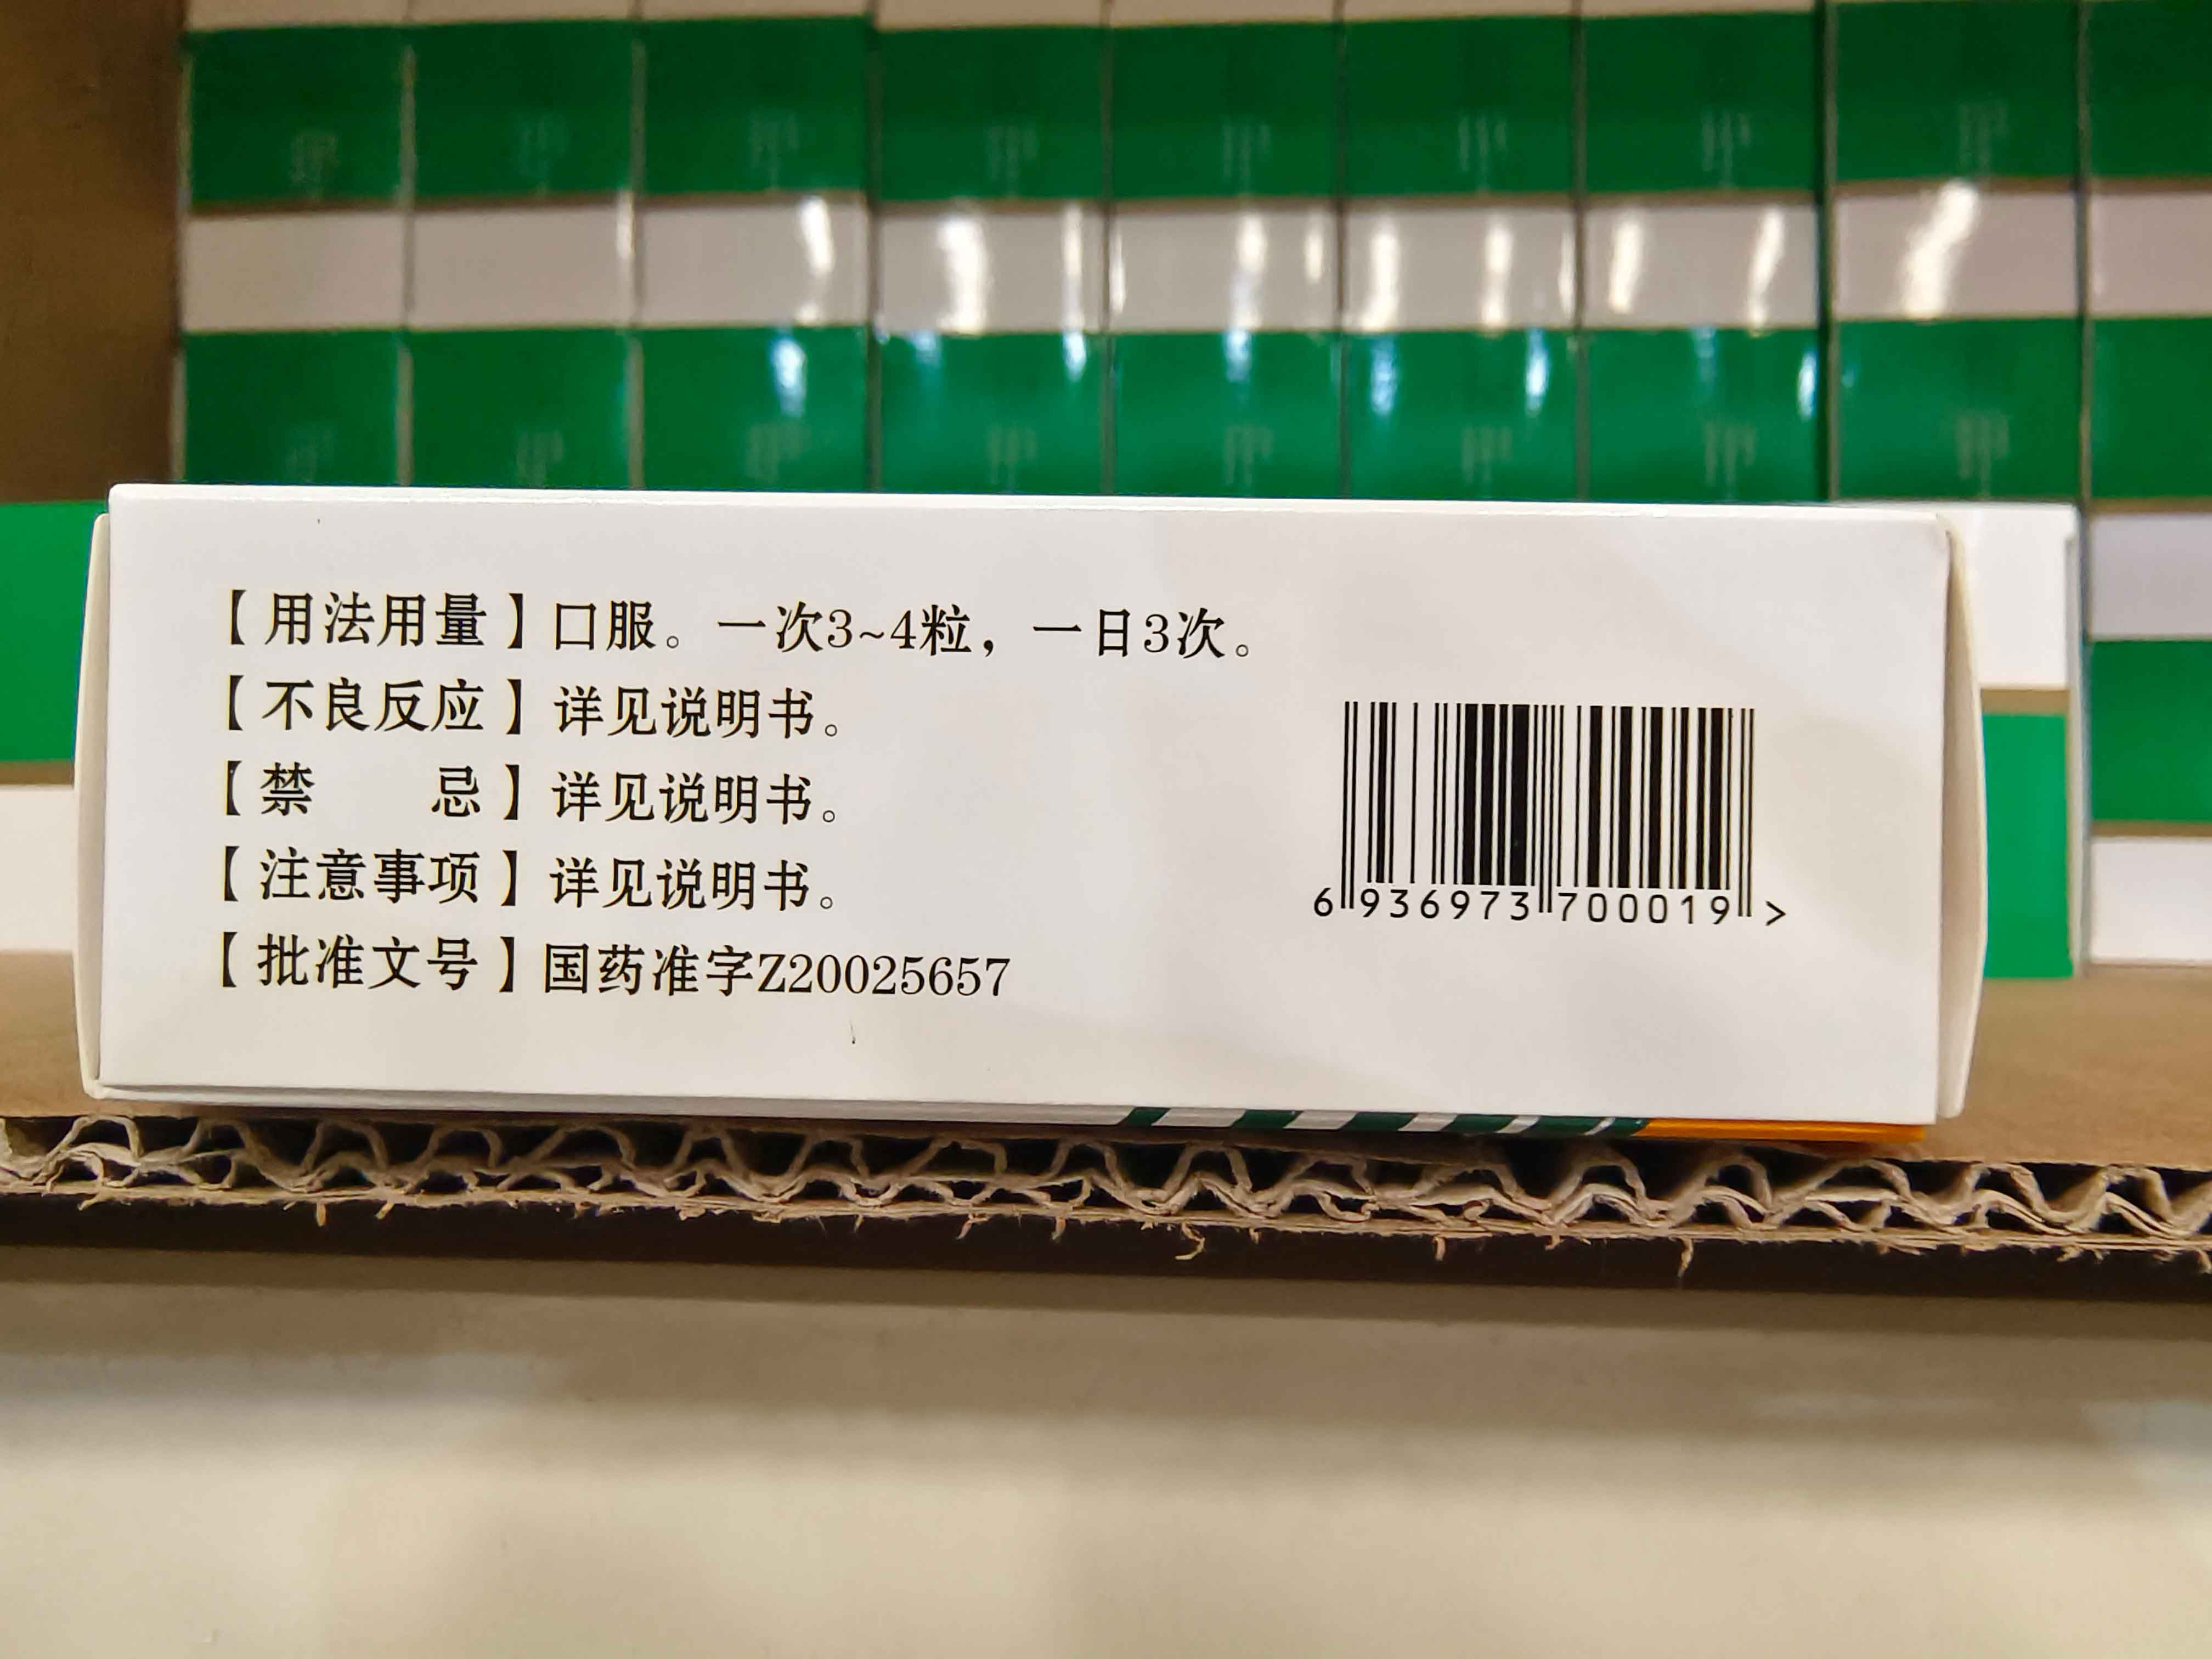 【用法用量】口服。一次3~4粒，一日3次。
【不良反应】详见说明书。
【禁　　忌】详见说明书。
【注意事项】详见说明书。
【批准文号】国药准字Z20025657
6 936973 700019 >